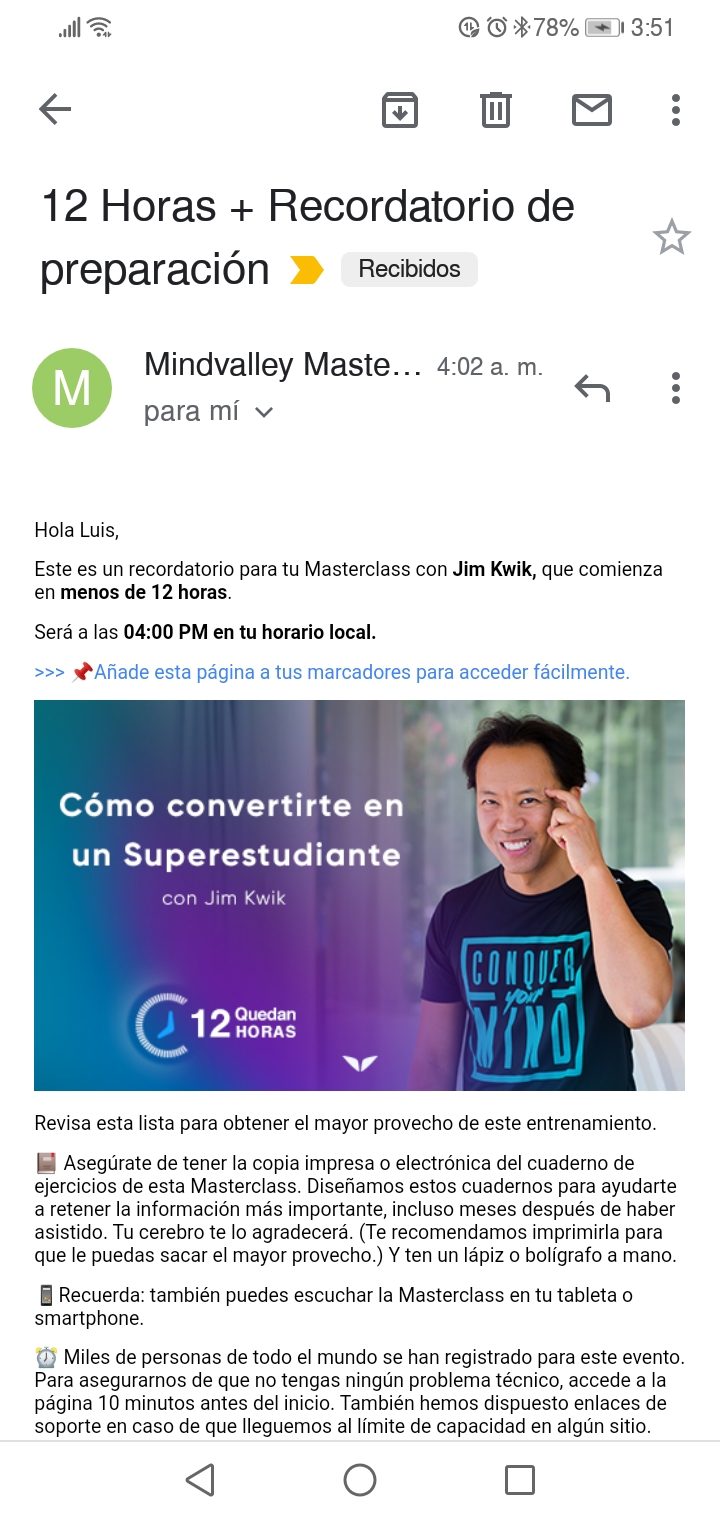 78% 3:51
12 Horas + Recordatorio de
preparación Recibidos
M
Mindvalley Maste... 4:02 a. m.
para mí
Hola Luis,
Este es un recordatorio para tu Masterclass con Jim Kwik, que comienza
en menos de 12 horas.
Será a las 04:00 PM en tu horario local.
>>> 📌Añade esta página a tus marcadores para acceder fácilmente.
Cómo convertirte en
un Superestudiante
con Jim Kwik
12 Quedan
HORAS
CONQUER
your
MIND
Revisa esta lista para obtener el mayor provecho de este entrenamiento.
📔 Asegúrate de tener la copia impresa o electrónica del cuaderno de
ejercicios de esta Masterclass. Diseñamos estos cuadernos para ayudarte
a retener la información más importante, incluso meses después de haber
asistido. Tu cerebro te lo agradecerá. (Te recomendamos imprimirla para
que le puedas sacar el mayor provecho.) Y ten un lápiz o bolígrafo a mano.
📱Recuerda: también puedes escuchar la Masterclass en tu tableta o
smartphone.
⏰ Miles de personas de todo el mundo se han registrado para este evento.
Para asegurarnos de que no tengas ningún problema técnico, accede a la
página 10 minutos antes del inicio. También hemos dispuesto enlaces de
soporte en caso de que lleguemos al límite de capacidad en algún sitio.